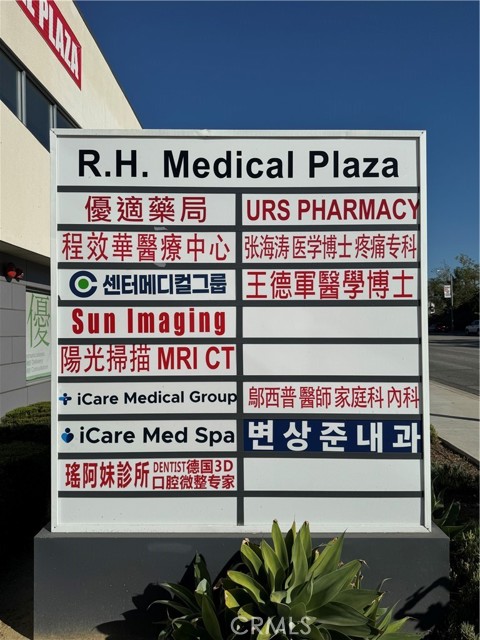 PLAZA
R.H. Medical Plaza
優適藥局
URS PHARMACY
程效華醫療中心
张海涛医学博士疼痛专科
센터메디컬그룹
王德軍醫學博士
Sun Imaging
陽光掃描 MRI CT
iCare Medical Group
鄔西普醫師家庭科內科
iCare Med Spa
변상준내과
瑤阿妹診所
DENTIST德国3D
口腔微整专家
優
CRMLS